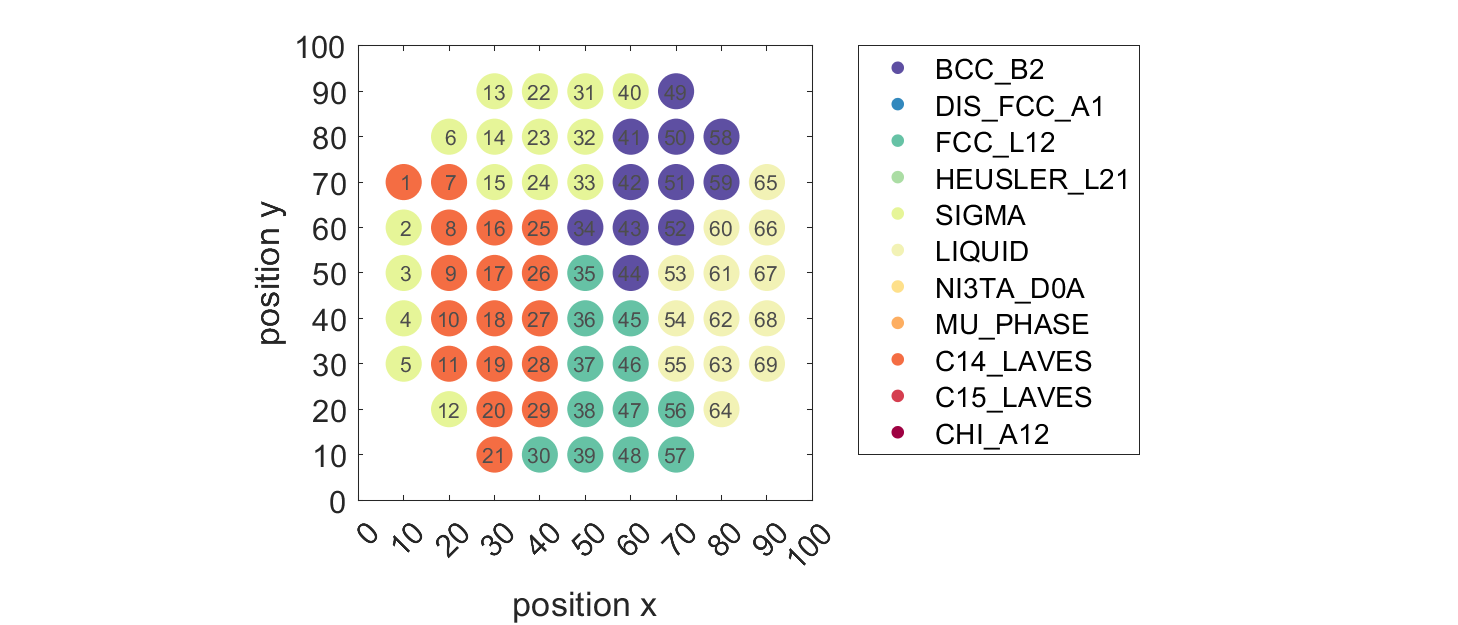 100
90 13 22 31 40 49
80 6 14 23 32 41 50 58
70 1 7 15 24 33 42 51 59 65
60 2 8 16 25 34 43 52 60 66
50 3 9 17 26 35 44 53 61 67
40 4 10 18 27 36 45 54 62 68
30 5 11 19 28 37 46 55 63 69
20 12 20 29 38 47 56 64
10 21 30 39 48 57
0
0 10 20 30 40 50 60 70 80 90 100
position x
position y
BCC_B2
DIS_FCC_A1
FCC_L12
HEUSLER_L21
SIGMA
LIQUID
NI3TA_D0A
MU_PHASE
C14_LAVES
C15_LAVES
CHI_A12